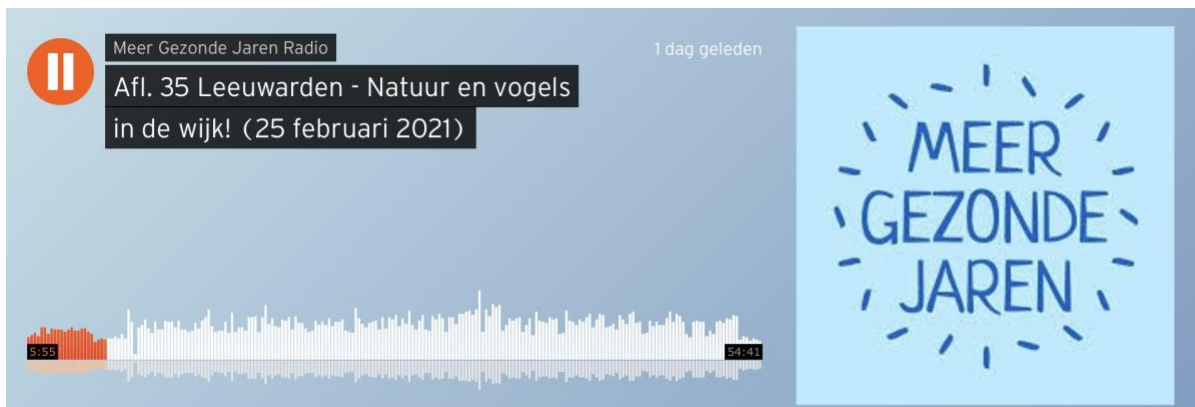 Meer Gezonde Jaren Radio
1 dag geleden
Afl. 35 Leeuwarden - Natuur en vogels
in de wijk! (25 februari 2021)
5:55
54:41
MEER
GEZONDE
JAREN